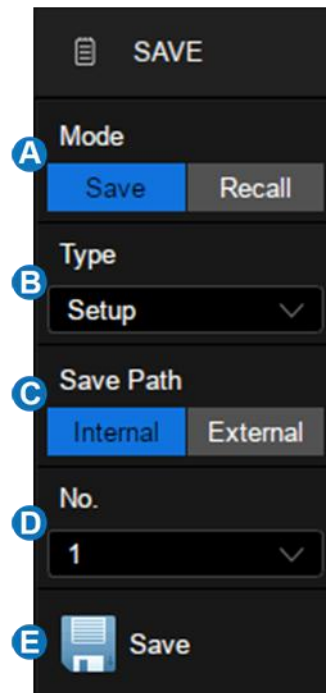 SAVE
A
Mode
Save Recall
B
Type
Setup
C
Save Path
Internal External
D
No.
1
E
Save